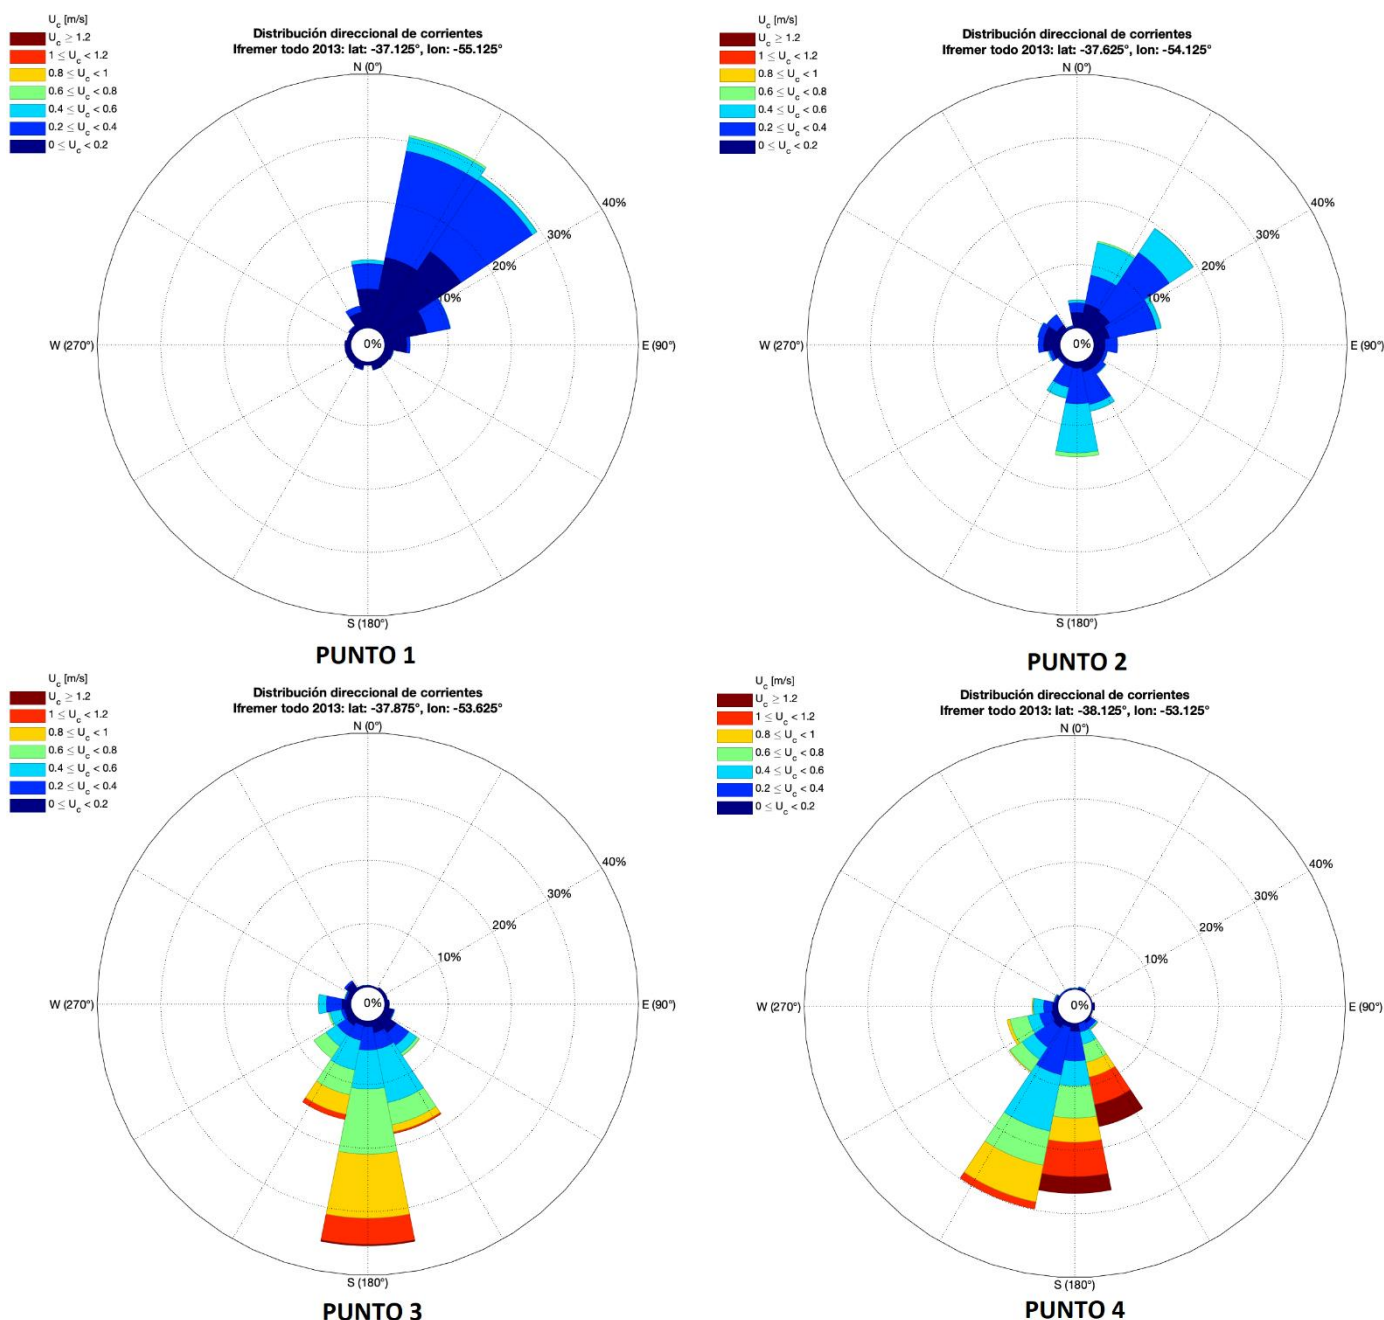 U_c [m/s]
U_c ≥ 1.2
1 ≤ U_c < 1.2
0.8 ≤ U_c < 1
0.6 ≤ U_c < 0.8
0.4 ≤ U_c < 0.6
0.2 ≤ U_c < 0.4
0 ≤ U_c < 0.2
Distribución direccional de corrientes
Ifremer todo 2013: lat: -37.125°, lon: -55.125°
N (0°)
40%
30%
20%
10%
0%
W (270°)
E (90°)
S (180°)
PUNTO 1
U_c [m/s]
U_c ≥ 1.2
1 ≤ U_c < 1.2
0.8 ≤ U_c < 1
0.6 ≤ U_c < 0.8
0.4 ≤ U_c < 0.6
0.2 ≤ U_c < 0.4
0 ≤ U_c < 0.2
Distribución direccional de corrientes
Ifremer todo 2013: lat: -37.625°, lon: -54.125°
N (0°)
40%
30%
20%
10%
0%
W (270°)
E (90°)
S (180°)
PUNTO 2
U_c [m/s]
U_c ≥ 1.2
1 ≤ U_c < 1.2
0.8 ≤ U_c < 1
0.6 ≤ U_c < 0.8
0.4 ≤ U_c < 0.6
0.2 ≤ U_c < 0.4
0 ≤ U_c < 0.2
Distribución direccional de corrientes
Ifremer todo 2013: lat: -37.875°, lon: -53.625°
N (0°)
40%
30%
20%
10%
0%
W (270°)
E (90°)
S (180°)
PUNTO 3
U_c [m/s]
U_c ≥ 1.2
1 ≤ U_c < 1.2
0.8 ≤ U_c < 1
0.6 ≤ U_c < 0.8
0.4 ≤ U_c < 0.6
0.2 ≤ U_c < 0.4
0 ≤ U_c < 0.2
Distribución direccional de corrientes
Ifremer todo 2013: lat: -38.125°, lon: -53.125°
N (0°)
40%
30%
20%
10%
0%
W (270°)
E (90°)
S (180°)
PUNTO 4